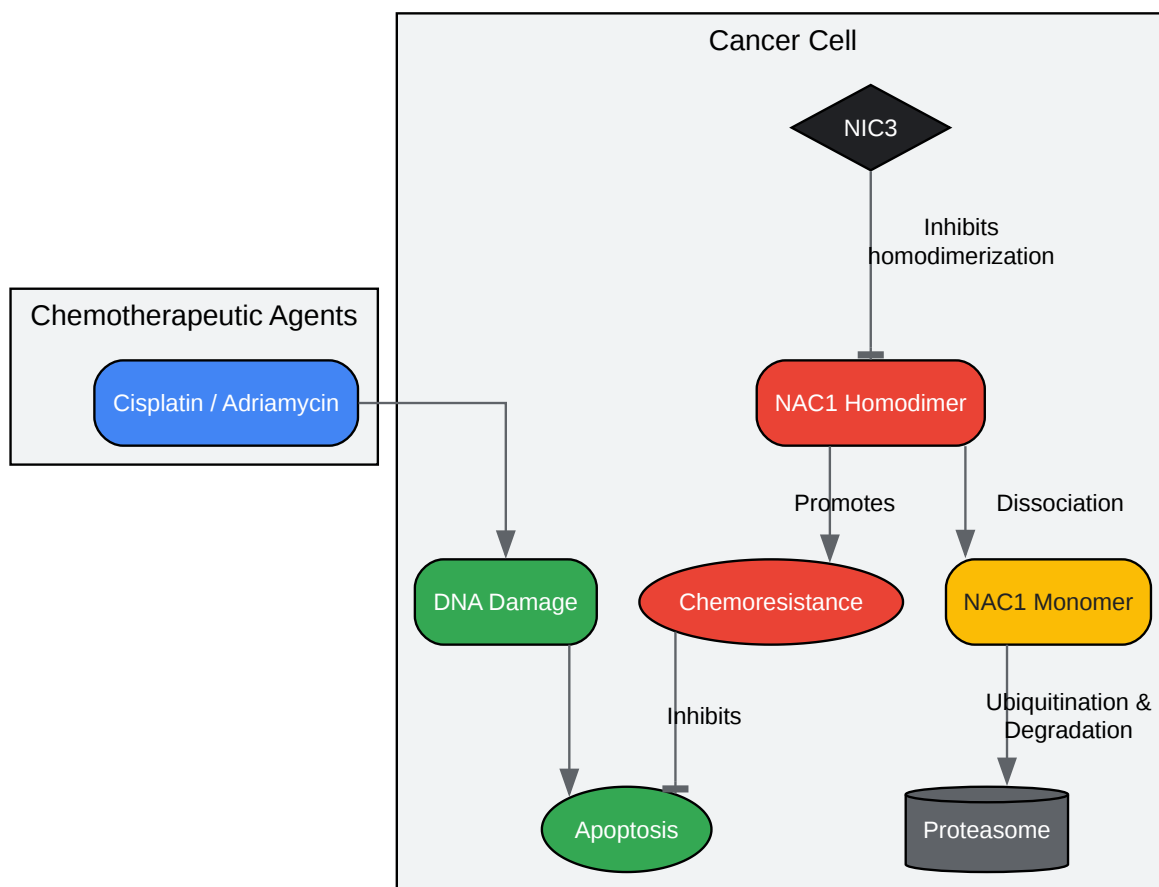 Cancer Cell
NIC3
Inhibits
homodimerization
Chemotherapeutic Agents
Cisplatin / Adriamycin
NAC1 Homodimer
Promotes
Dissociation
DNA Damage
Chemoresistance
NAC1 Monomer
Inhibits
Ubiquitination &
Degradation
Apoptosis
Proteasome